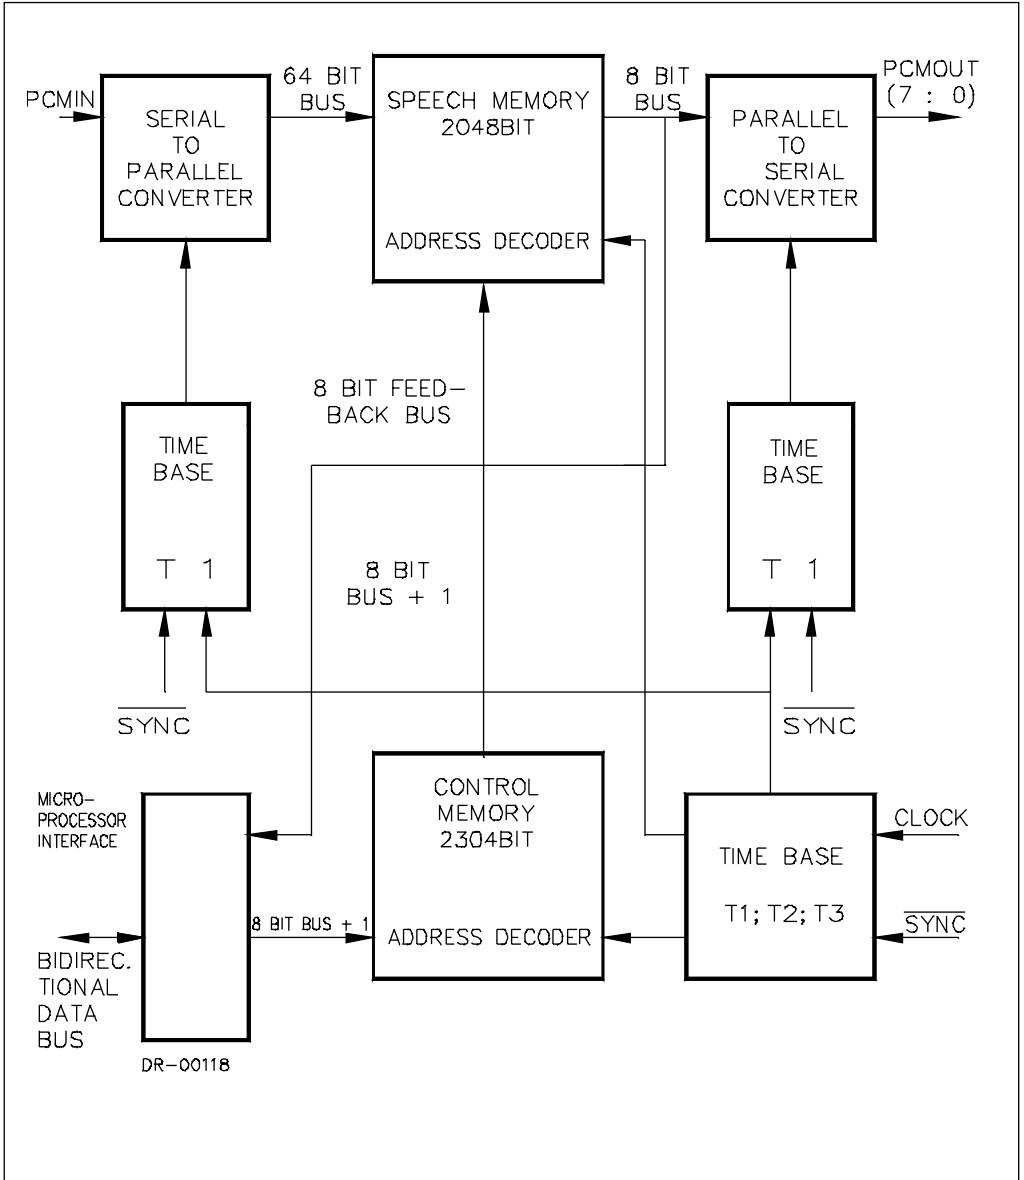 PCMIN
SERIAL
TO
PARALLEL
CONVERTER
64 BIT
BUS
SPEECH MEMORY
2048BIT
ADDRESS DECODER
8 BIT
BUS
PARALLEL
TO
SERIAL
CONVERTER
PCMOUT
(7 : 0)
8 BIT FEED-
BACK BUS
TIME
BASE
T 1
TIME
BASE
T 1
8 BIT
BUS + 1
SYNC
SYNC
MICRO-
PROCESSOR
INTERFACE
CONTROL
MEMORY
2304BIT
ADDRESS DECODER
TIME BASE
T1; T2; T3
CLOCK
SYNC
8 BIT BUS + 1
BIDIREC.
TIONAL
DATA
BUS
DR-00118